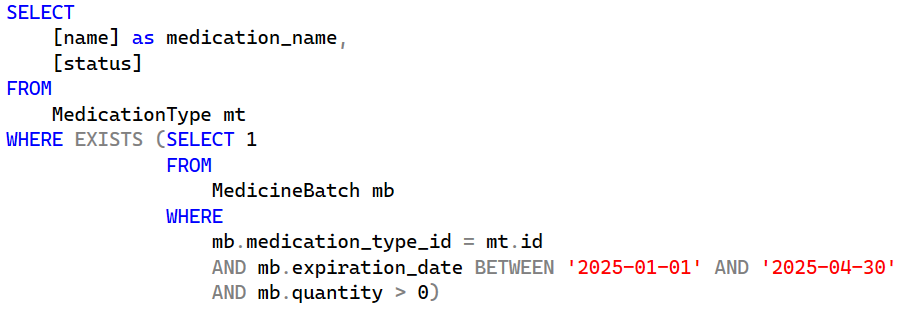 SELECT
    [name] as medication_name,
    [status]
FROM
    MedicationType mt
WHERE EXISTS (SELECT 1
              FROM
                  MedicineBatch mb
              WHERE
                  mb.medication_type_id = mt.id
                  AND mb.expiration_date BETWEEN '2025-01-01' AND '2025-04-30'
                  AND mb.quantity > 0)